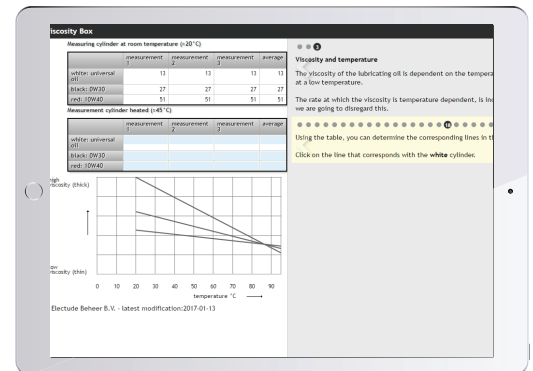 iscosity Box
Measuring cylinder at room temperature (±20˚C)
measurement 1 measurement 2 measurement 3 average
white: universal oil 13 13 13 13
black: 0W30 27 27 27 27
red: 10W40 51 51 51 51
Measurement cylinder heated (±45˚C)
measurement 1 measurement 2 measurement 3 average
white: universal oil
black: 0W30
red: 10W40
igh
viscosity (thick)
ow
viscosity (thin)
0 10 20 30 40 50 60 70 80 90
temperature ˚C
Electude Beheer B.V. - latest modification:2017-01-13
3
Viscosity and temperature
The viscosity of the lubricating oil is dependent on the tempera
at a low temperature.
The rate at which the viscosity is temperature dependent, is inc
we are going to disregard this.
Using the table, you can determine the corresponding lines in th
Click on the line that corresponds with the white cylinder.